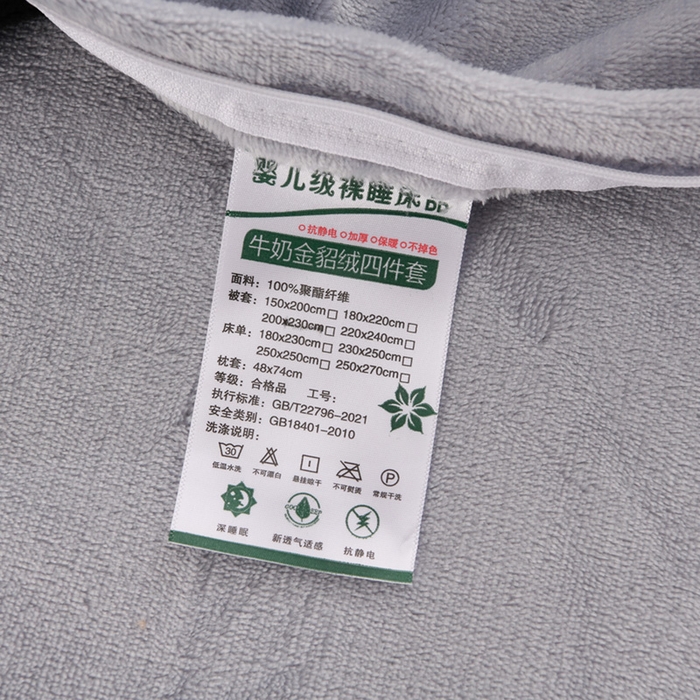 婴儿级裸睡床品
抗静电 加厚 保暖 不掉色
牛奶金貂绒四件套
面料：100%聚酯纤维
被套：150x200cm□ 180x220cm□
200x230cm□ 220x240cm□
床单：180x230cm□ 230x250cm□
250x250cm□ 250x270cm□
枕套：48x74cm
等级：合格品 工号：
执行标准：GB/T22796-2021
安全类别：GB18401-2010
洗涤说明：
30 P
低温水洗 不可漂白 悬挂晾干 不可熨烫 常规干洗
深睡眠 新透气适感 抗静电